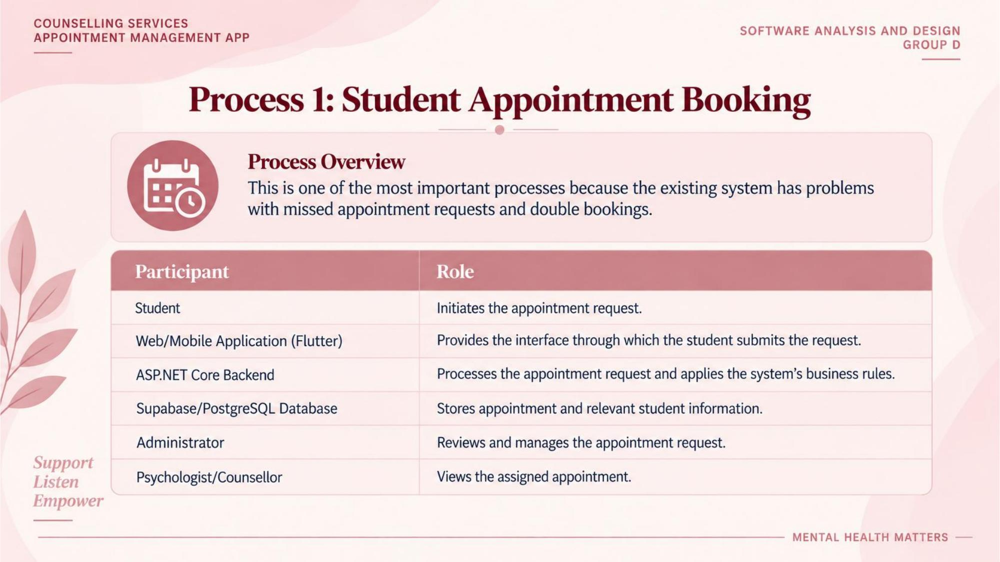 COUNSELLING SERVICES
APPOINTMENT MANAGEMENT APP
SOFTWARE ANALYSIS AND DESIGN
GROUP D
Process 1: Student Appointment Booking
Process Overview
This is one of the most important processes because the existing system has problems
with missed appointment requests and double bookings.
Participant Role
Student Initiates the appointment request.
Web/Mobile Application (Flutter) Provides the interface through which the student submits the request.
ASP.NET Core Backend Processes the appointment request and applies the system’s business rules.
Supabase/PostgreSQL Database Stores appointment and relevant student information.
Administrator Reviews and manages the appointment request.
Psychologist/Counsellor Views the assigned appointment.
Support
Listen
Empower
MENTAL HEALTH MATTERS